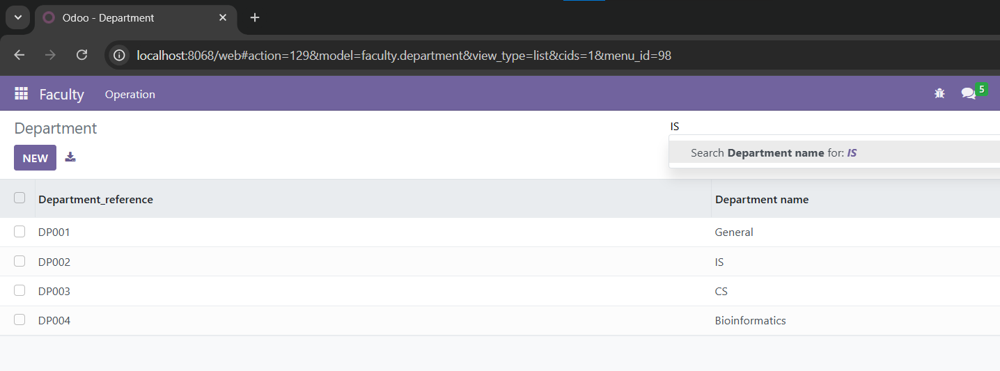 Odoo - Department
localhost:8068/web#action=129&model=faculty.department&view_type=list&cids=1&menu_id=98
Faculty Operation 5
Department IS
Search Department name for: IS
NEW
Department_reference Department name
DP001 General
DP002 IS
DP003 CS
DP004 Bioinformatics